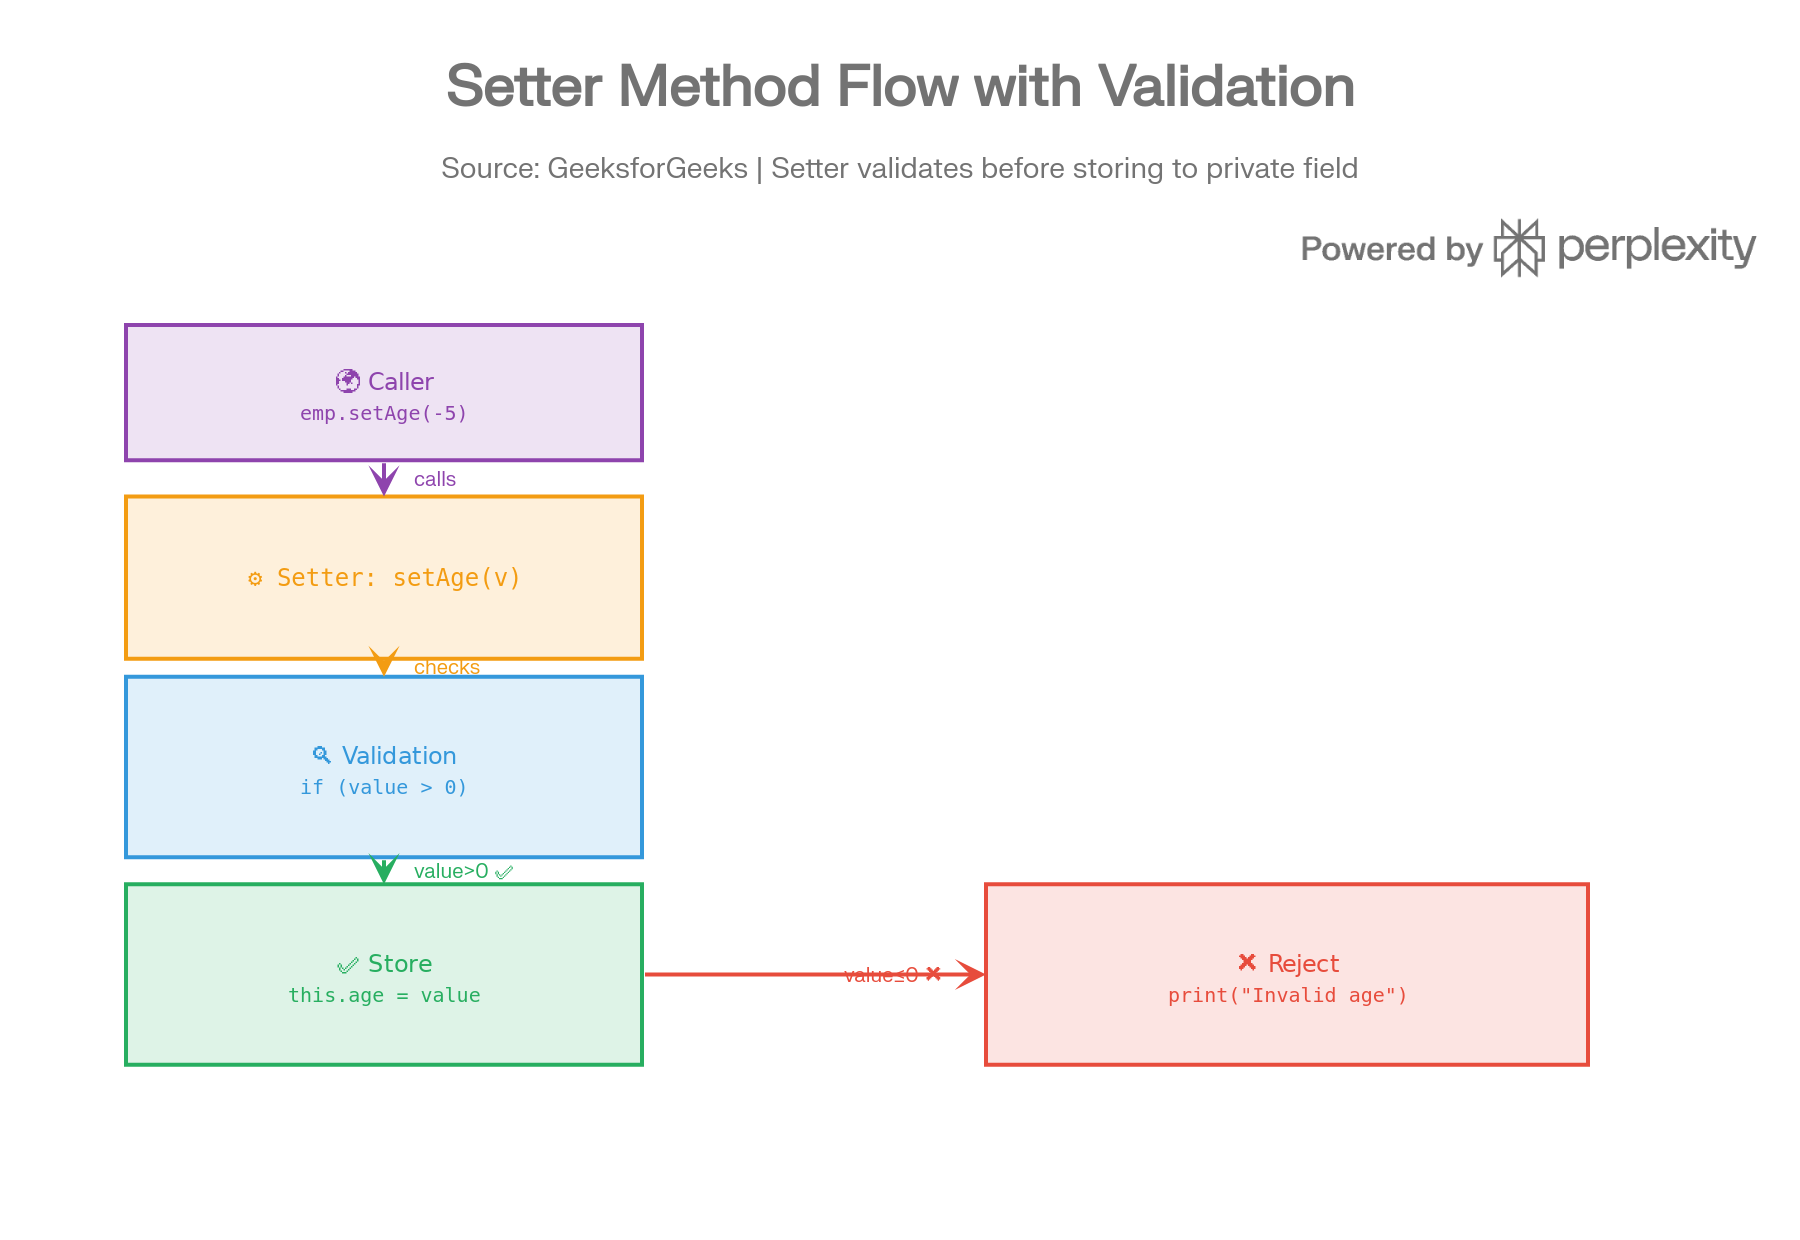 Setter Method Flow with Validation
Source: GeeksforGeeks | Setter validates before storing to private field
Powered by perplexity
🌍 Caller
emp.setAge(-5)
calls
⚙ Setter: setAge(v)
checks
🔍 Validation
if (value > 0)
value>0 ✅
✅ Store
this.age = value
value≤0 ❌
❌ Reject
print("Invalid age")